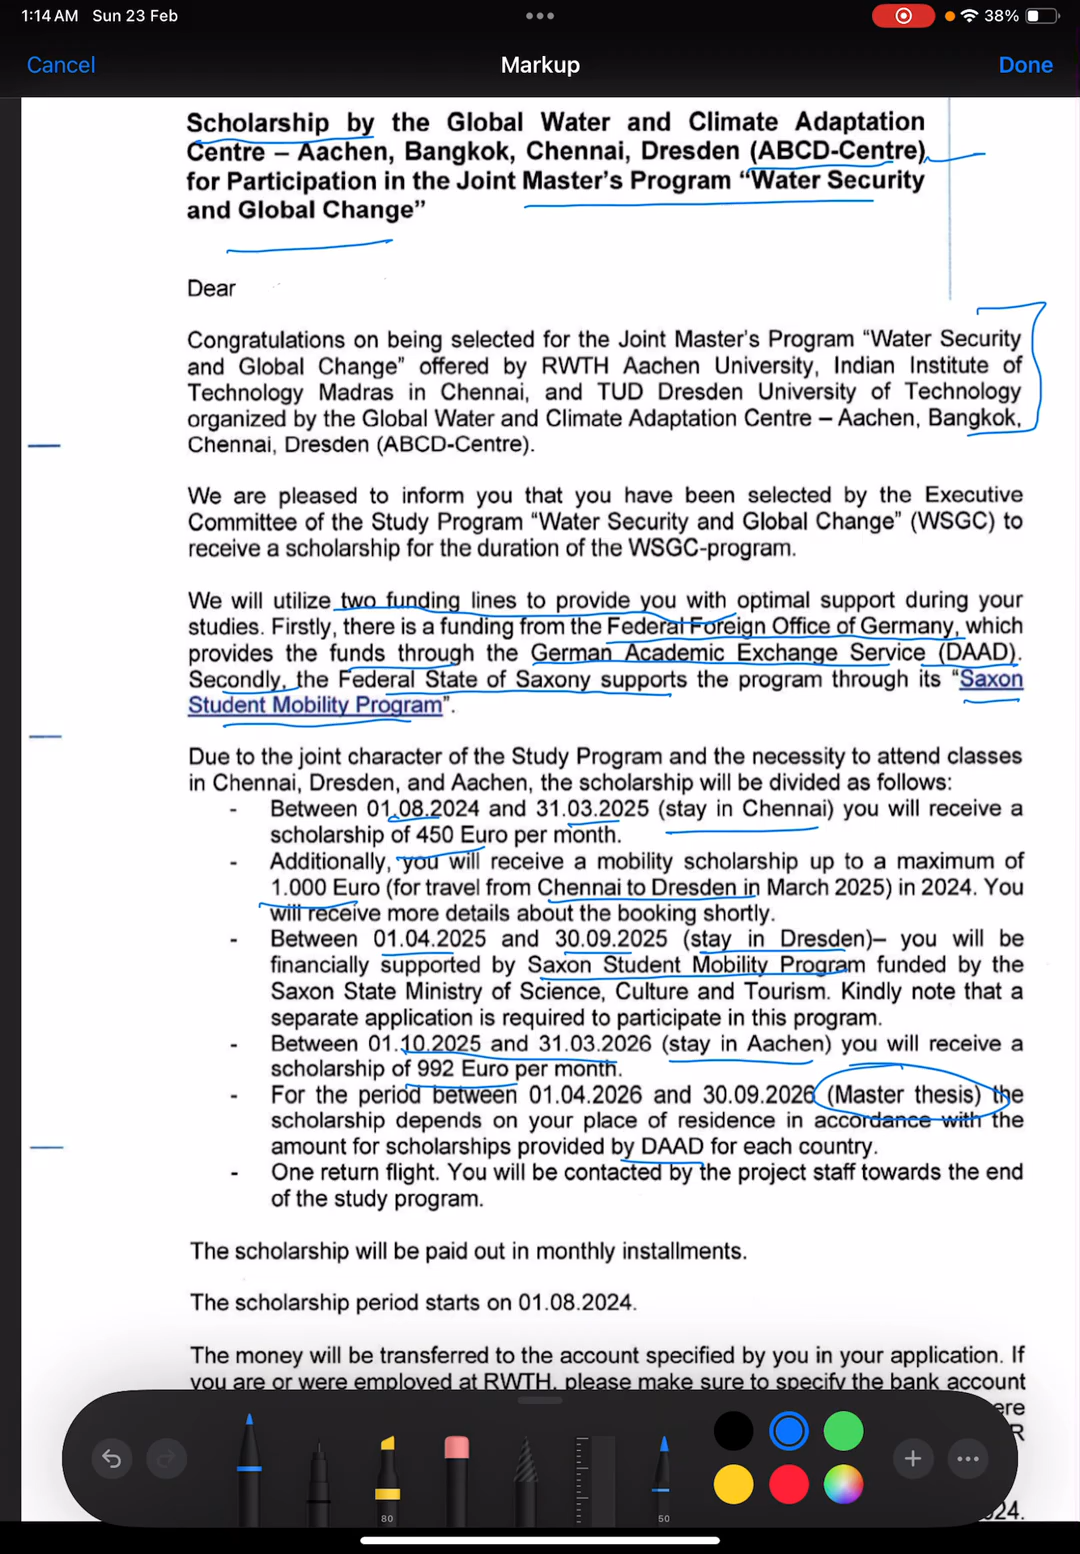 1:14 AM Sun 23 Feb
38%
Cancel
Markup
Done
Scholarship by the Global Water and Climate Adaptation
Centre – Aachen, Bangkok, Chennai, Dresden (ABCD-Centre)
for Participation in the Joint Master's Program “Water Security
and Global Change”
Dear
Congratulations on being selected for the Joint Master's Program “Water Security
and Global Change” offered by RWTH Aachen University, Indian Institute of
Technology Madras in Chennai, and TUD Dresden University of Technology
organized by the Global Water and Climate Adaptation Centre – Aachen, Bangkok,
Chennai, Dresden (ABCD-Centre).
We are pleased to inform you that you have been selected by the Executive
Committee of the Study Program “Water Security and Global Change” (WSGC) to
receive a scholarship for the duration of the WSGC-program.
We will utilize two funding lines to provide you with optimal support during your
studies. Firstly, there is a funding from the Federal Foreign Office of Germany, which
provides the funds through the German Academic Exchange Service (DAAD).
Secondly, the Federal State of Saxony supports the program through its “Saxon
Student Mobility Program”.
Due to the joint character of the Study Program and the necessity to attend classes
in Chennai, Dresden, and Aachen, the scholarship will be divided as follows:
- Between 01.08.2024 and 31.03.2025 (stay in Chennai) you will receive a
scholarship of 450 Euro per month.
- Additionally, you will receive a mobility scholarship up to a maximum of
1.000 Euro (for travel from Chennai to Dresden in March 2025) in 2024. You
will receive more details about the booking shortly.
- Between 01.04.2025 and 30.09.2025 (stay in Dresden)– you will be
financially supported by Saxon Student Mobility Program funded by the
Saxon State Ministry of Science, Culture and Tourism. Kindly note that a
separate application is required to participate in this program.
- Between 01.10.2025 and 31.03.2026 (stay in Aachen) you will receive a
scholarship of 992 Euro per month.
- For the period between 01.04.2026 and 30.09.2026 (Master thesis) the
scholarship depends on your place of residence in accordance with the
amount for scholarships provided by DAAD for each country.
- One return flight. You will be contacted by the project staff towards the end
of the study program.
The scholarship will be paid out in monthly installments.
The scholarship period starts on 01.08.2024.
The money will be transferred to the account specified by you in your application. If
you are or were employed at RWTH, please make sure to specify the bank account
ere
R
24.
80
50